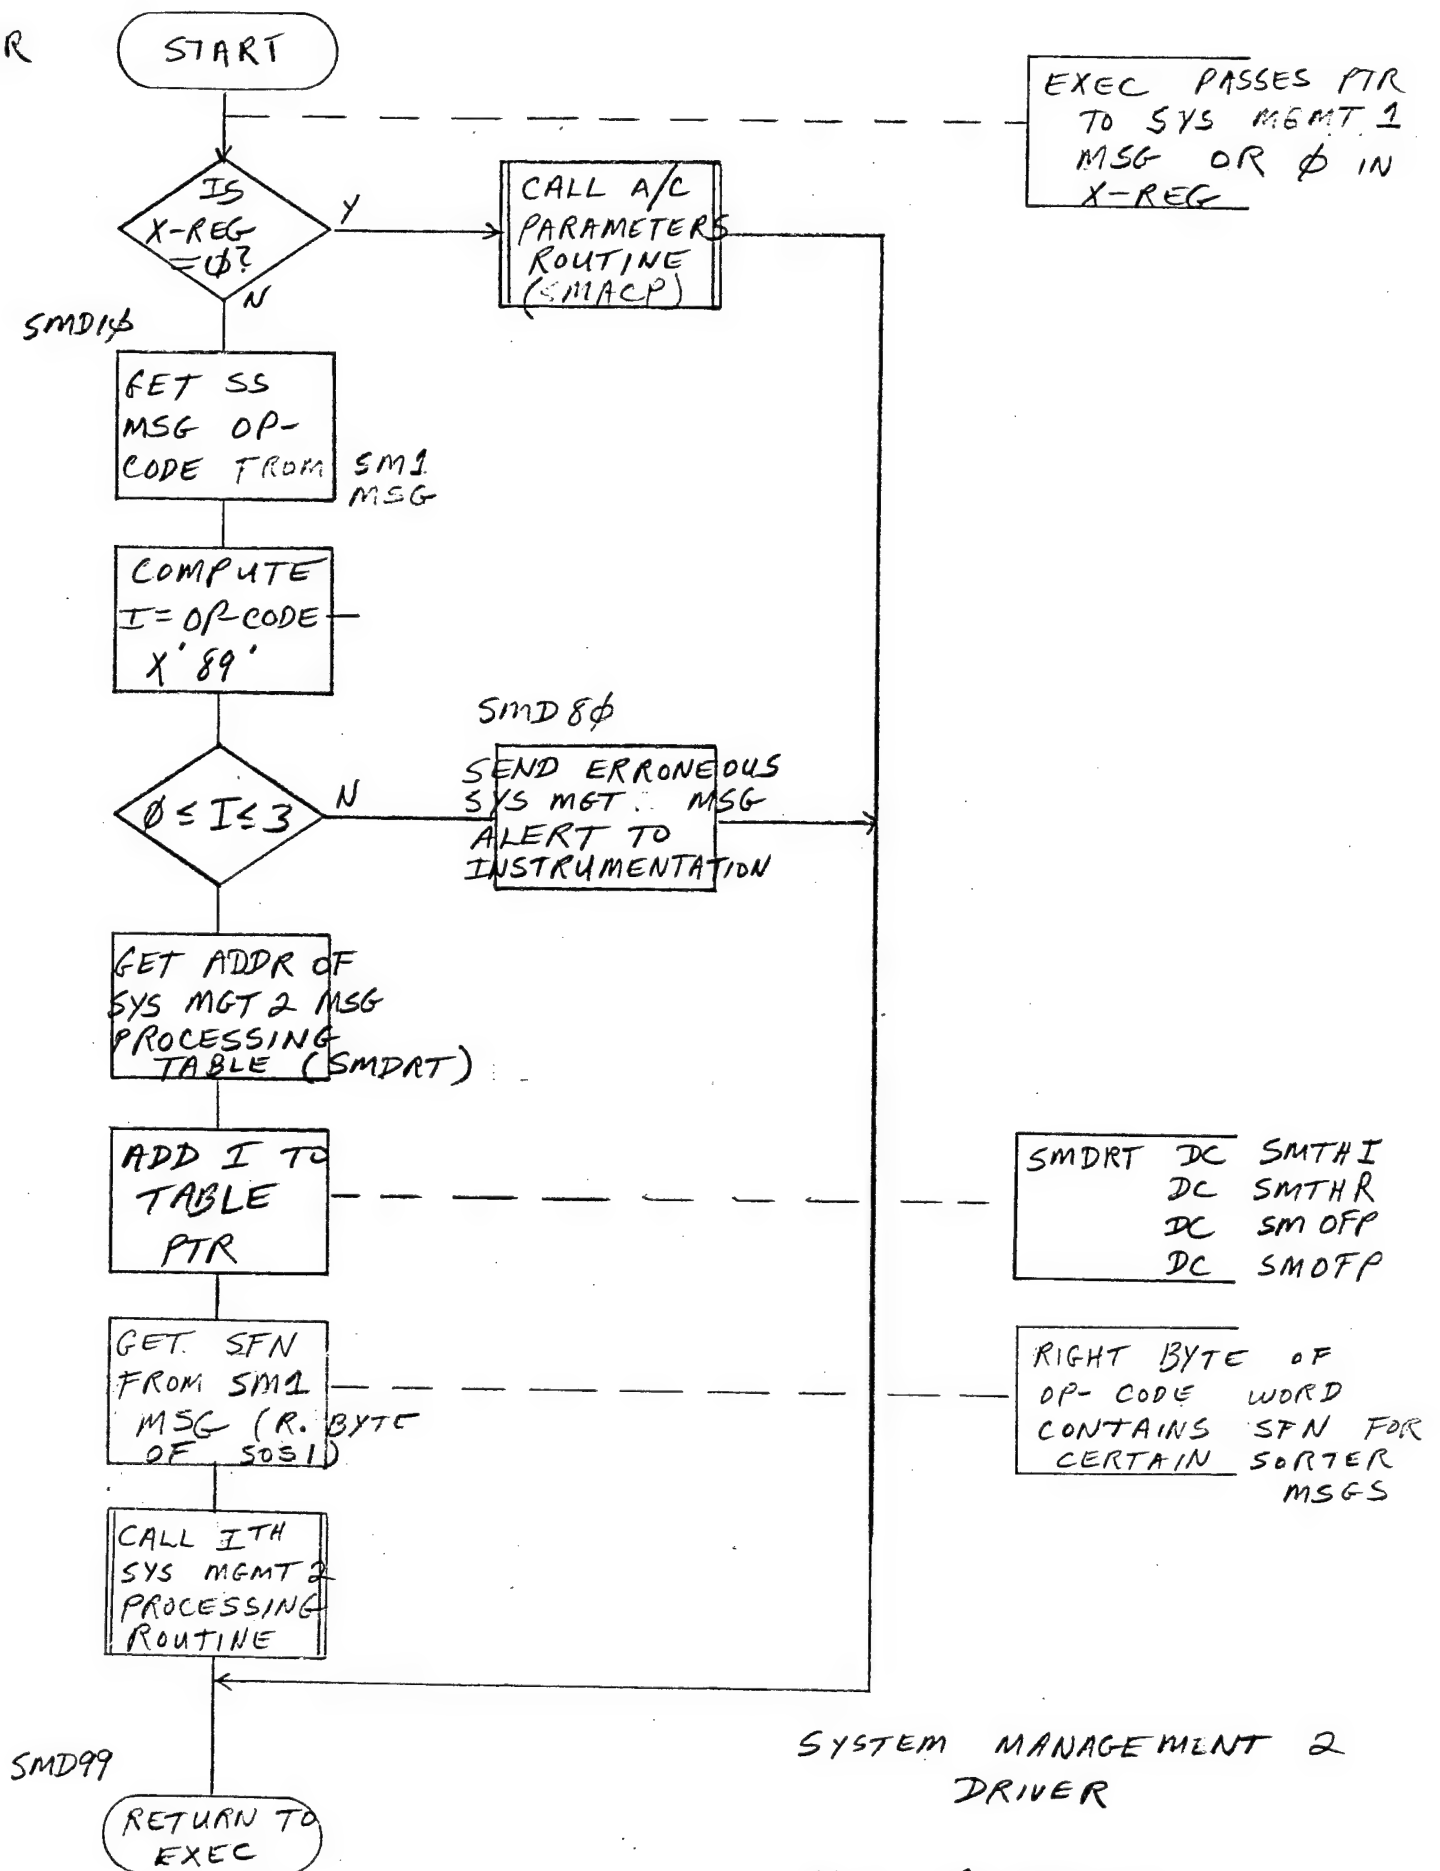 R
START
EXEC PASSES PTR
TO SYS MGMT 1
MSG OR Ø IN
X-REG
IS
X-REG
=Ø?
Y
N
CALL A/C
PARAMETERS
ROUTINE
(SMACP)
SMD1Ø
GET SS
MSG OP-
CODE FROM SM1
MSG
COMPUTE
I = OP-CODE —
X'89'
Ø ≤ I ≤ 3
N
SMD8Ø
SEND ERRONEOUS
SYS MGT. MSG
ALERT TO
INSTRUMENTATION
GET ADDR OF
SYS MGT 2 MSG
PROCESSING
TABLE (SMDRT)
ADD I TO
TABLE
PTR
SMDRT DC SMTHI
DC SMTHR
DC SMOFP
DC SMOFP
GET SFN
FROM SM1
MSG (R. BYTE
OF SOS1)
RIGHT BYTE OF
OP-CODE WORD
CONTAINS SFN FOR
CERTAIN SORTER
MSGS
CALL ITH
SYS MGMT 2
PROCESSING
ROUTINE
SMD99
RETURN TO
EXEC
SYSTEM MANAGEMENT 2
DRIVER